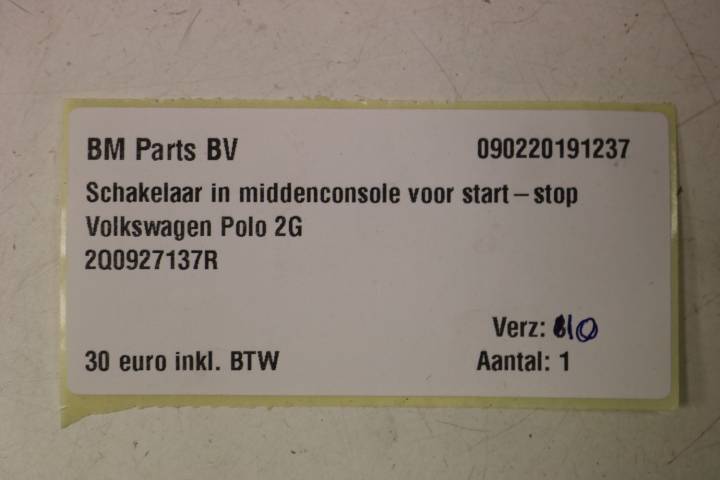 BM Parts BV 090220191237
Schakelaar in middenconsole voor start-stop
Volkswagen Polo 2G
2Q0927137R
Verz: 10
30 euro inkl. BTW Aantal: 1